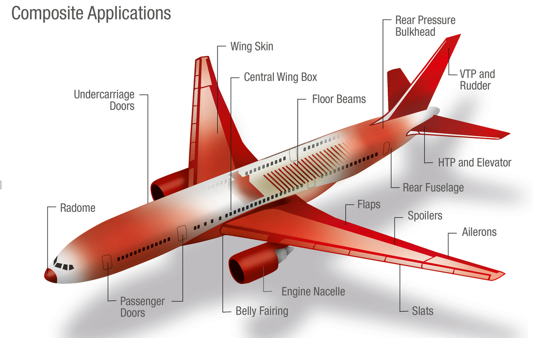 Composite Applications
Rear Pressure
Bulkhead
Wing Skin
VTP and
Rudder
Central Wing Box
Undercarriage
Doors
Floor Beams
HTP and Elevator
Rear Fuselage
Radome
Flaps
Spoilers
Ailerons
Passenger
Doors
Engine Nacelle
Belly Fairing
Slats